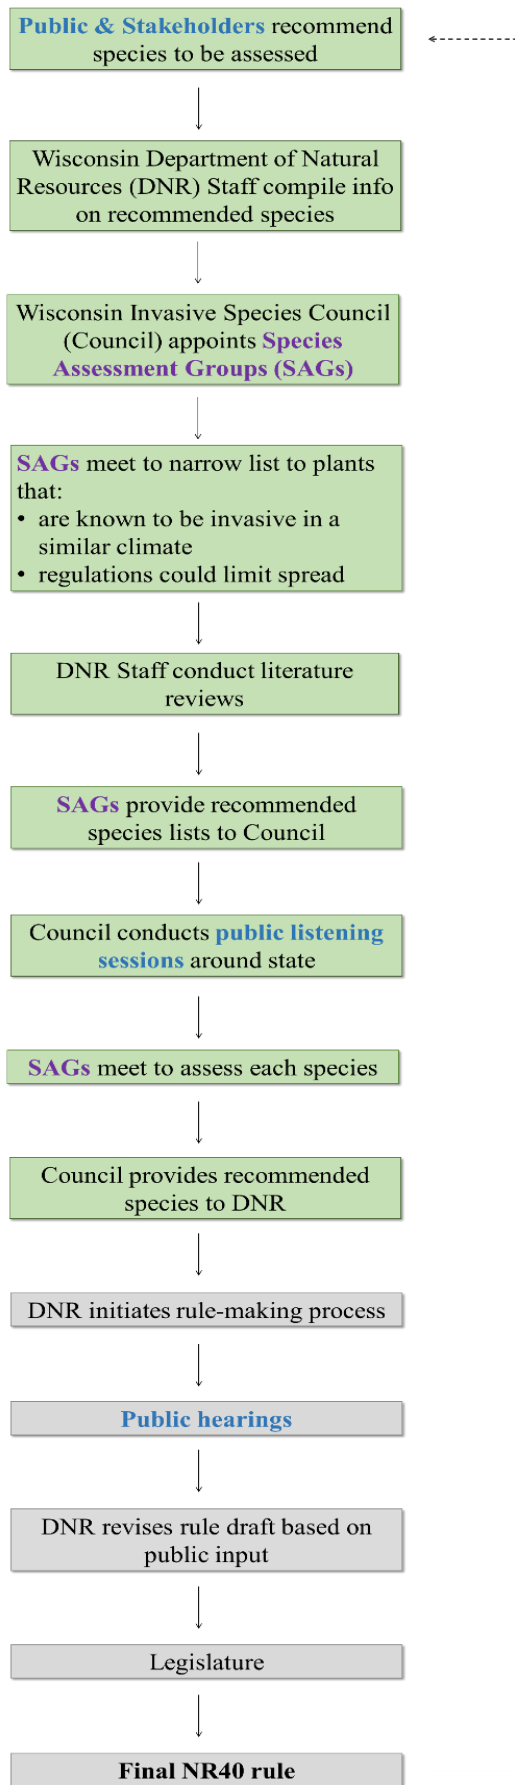 Public & Stakeholders recommend
species to be assessed
Wisconsin Department of Natural
Resources (DNR) Staff compile info
on recommended species
Wisconsin Invasive Species Council
(Council) appoints Species
Assessment Groups (SAGs)
SAGs meet to narrow list to plants
that:
• are known to be invasive in a
similar climate
• regulations could limit spread
DNR Staff conduct literature
reviews
SAGs provide recommended
species lists to Council
Council conducts public listening
sessions around state
SAGs meet to assess each species
Council provides recommended
species to DNR
DNR initiates rule-making process
Public hearings
DNR revises rule draft based on
public input
Legislature
Final NR40 rule